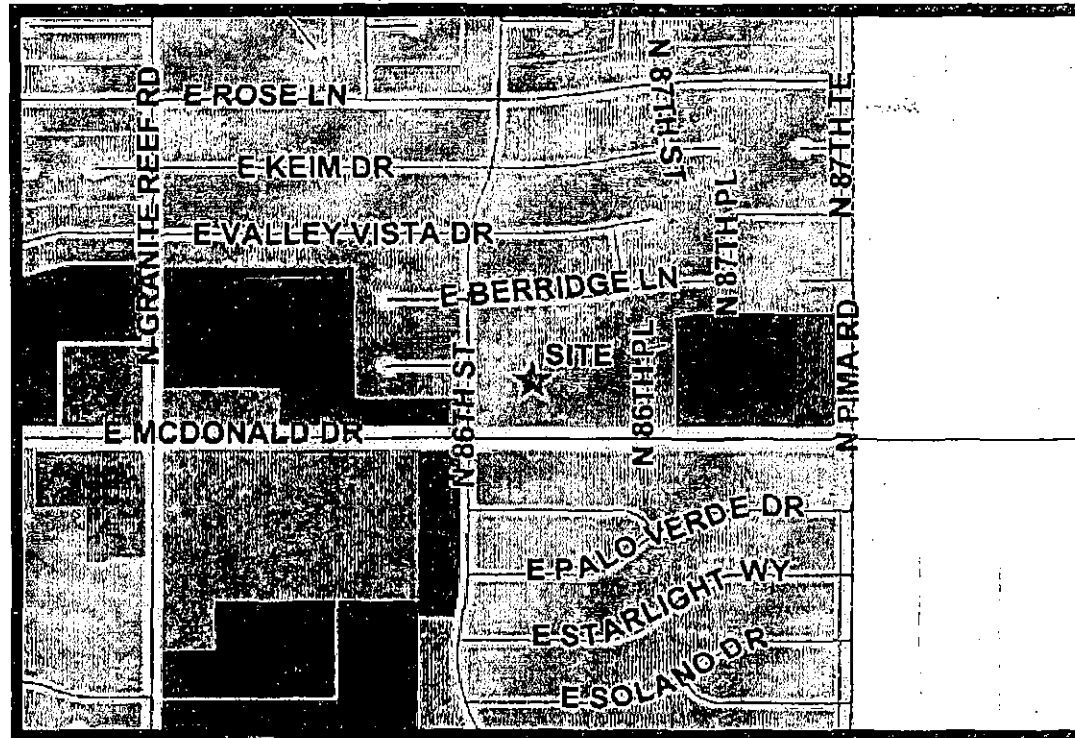 N 87TH ST
N 87TH TE
N GRANITE REEF RD
E ROSE LN
E KEIM DR
N 87TH PL
E VALLEY VISTA DR
E BERRIDGE LN
N PIMA RD
N 86TH PL
SITE
N 86TH ST
E MCDONALD DR
E PALO VERDE DR
E STARLIGHT WY
E SOLANO DR